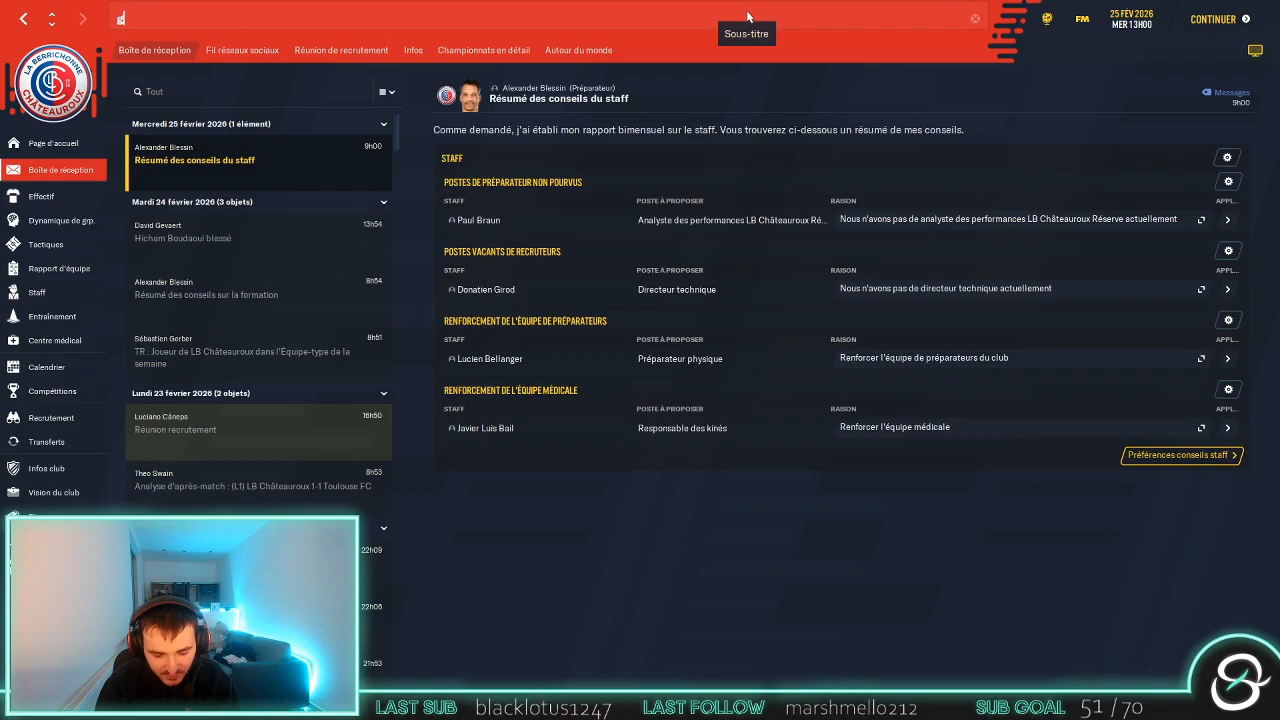 g
25 FÉV 2026
MER 13H00
CONTINUER
FM
Sous-titre
Boîte de réception
Fil réseaux sociaux
Réunion de recrutement
Infos
Championnats en détail
Autour du monde
LA BERRICHONNE
CHÂTEAUROUX
Page d'accueil
Boîte de réception
Effectif
Dynamique de grp.
Tactiques
Rapport d'équipe
Staff
Entraînement
Centre médical
Calendrier
Compétitions
Recrutement
Transferts
Infos club
Vision du club
Tout
Mercredi 25 février 2026 (1 élément)
Alexander Blessin
9h00
Résumé des conseils du staff
Mardi 24 février 2026 (3 objets)
David Gevaert
13h54
Hicham Boudaoui blessé
Alexander Blessin
8h54
Résumé des conseils sur la formation
Sébastien Gerber
8h51
TR : Joueur de LB Châteauroux dans l'Équipe-type de la
semaine
Lundi 23 février 2026 (2 objets)
Luciano Cánepa
16h50
Réunion recrutement
Theo Swain
8h53
Analyse d'après-match : (L1) LB Châteauroux 1-1 Toulouse FC
22h09
22h06
21h53
Alexander Blessin (Préparateur)
Résumé des conseils du staff
Messages
9h00
Comme demandé, j'ai établi mon rapport bimensuel sur le staff. Vous trouverez ci-dessous un résumé de mes conseils.
STAFF
POSTES DE PRÉPARATEUR NON POURVUS
STAFF
POSTE À PROPOSER
RAISON
APPL...
Paul Braun
Analyste des performances LB Châteauroux Ré...
Nous n'avons pas de analyste des performances LB Châteauroux Réserve actuellement
POSTES VACANTS DE RECRUTEURS
STAFF
POSTE À PROPOSER
RAISON
APPL...
Donatien Girod
Directeur technique
Nous n'avons pas de directeur technique actuellement
RENFORCEMENT DE L'ÉQUIPE DE PRÉPARATEURS
STAFF
POSTE À PROPOSER
RAISON
APPL...
Lucien Bellanger
Préparateur physique
Renforcer l'équipe de préparateurs du club
RENFORCEMENT DE L'ÉQUIPE MÉDICALE
STAFF
POSTE À PROPOSER
RAISON
APPL...
Javier Luis Bail
Responsable des kinés
Renforcer l'équipe médicale
Préférences conseils staff
LAST SUB
blacklotus1247
LAST FOLLOW
marshmello212
SUB GOAL
51 / 70